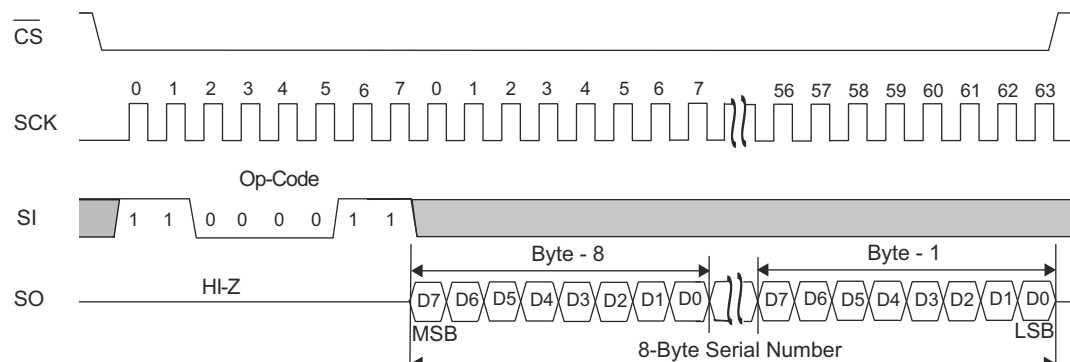 CS
0 1 2 3 4 5 6 7 0 1 2 3 4 5 6 7 56 57 58 59 60 61 62 63
SCK
Op-Code
SI 1 1 0 0 0 0 1 1
Byte - 8 Byte - 1
HI-Z
SO D7 D6 D5 D4 D3 D2 D1 D0 D7 D6 D5 D4 D3 D2 D1 D0
MSB LSB
8-Byte Serial Number